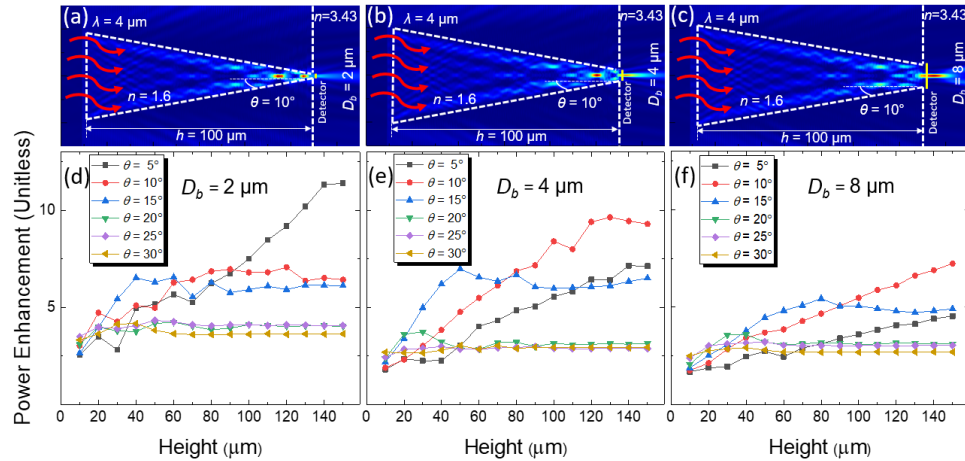 (a)
λ = 4 μm
n=3.43
n = 1.6
θ = 10°
h = 100 μm
Detector
D_b = 2 μm
(b)
λ = 4 μm
n=3.43
n = 1.6
θ = 10°
h = 100 μm
Detector
D_b = 4 μm
(c)
λ = 4 μm
n=3.43
n = 1.6
θ = 10°
h = 100 μm
Detector
D_b = 8 μm
Power Enhancement (Unitless)
10
5
(d)
θ = 5°
θ = 10°
θ = 15°
θ = 20°
θ = 25°
θ = 30°
D_b = 2 μm
0 20 40 60 80 100 120 140
Height (μm)
(e)
θ = 5°
θ = 10°
θ = 15°
θ = 20°
θ = 25°
θ = 30°
D_b = 4 μm
0 20 40 60 80 100 120 140
Height (μm)
(f)
θ = 5°
θ = 10°
θ = 15°
θ = 20°
θ = 25°
θ = 30°
D_b = 8 μm
0 20 40 60 80 100 120 140
Height (μm)